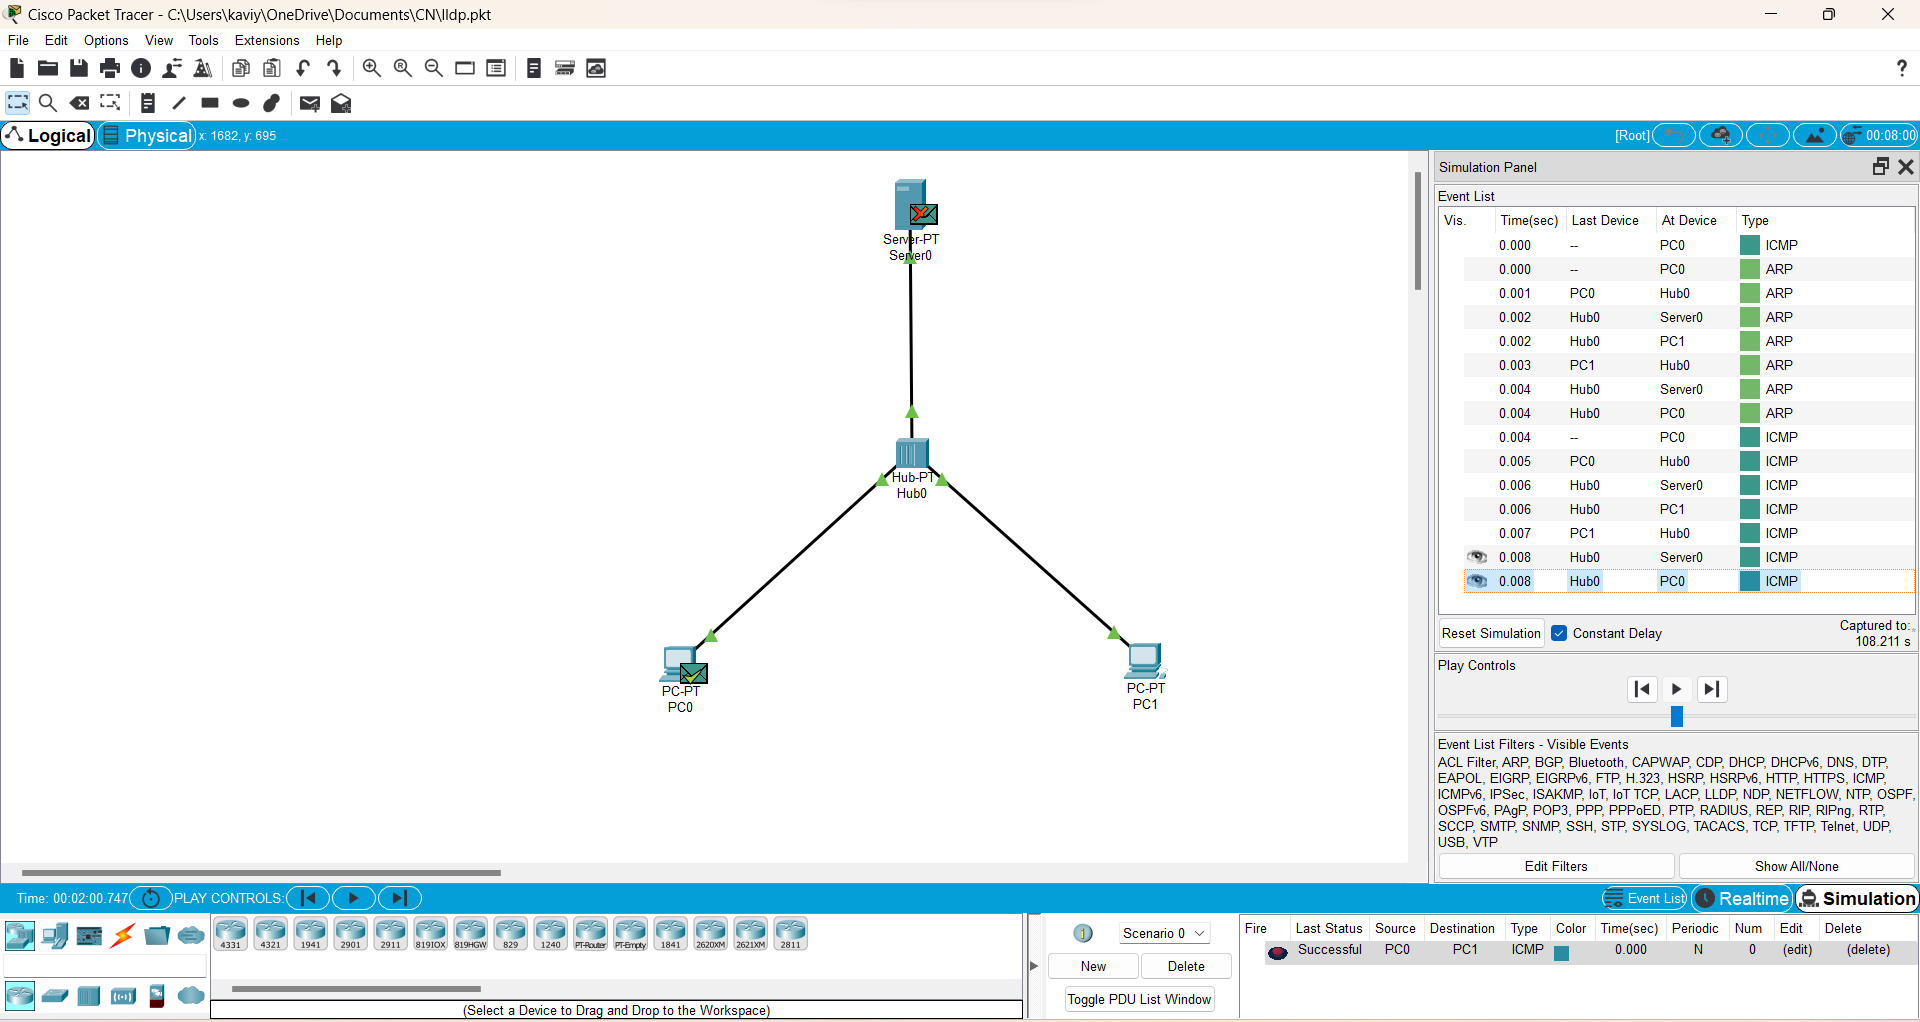 Cisco Packet Tracer - C:\Users\kaviy\OneDrive\Documents\CN\lldp.pkt
File Edit Options View Tools Extensions Help
?
Logical Physical x: 1682, y: 695 [Root] 00:08:00
Simulation Panel
Event List
Vis. Time(sec) Last Device At Device Type
0.000 -- PC0 ICMP
0.000 -- PC0 ARP
0.001 PC0 Hub0 ARP
0.002 Hub0 Server0 ARP
0.002 Hub0 PC1 ARP
0.003 PC1 Hub0 ARP
0.004 Hub0 Server0 ARP
0.004 Hub0 PC0 ARP
0.004 -- PC0 ICMP
0.005 PC0 Hub0 ICMP
0.006 Hub0 Server0 ICMP
0.006 Hub0 PC1 ICMP
0.007 PC1 Hub0 ICMP
0.008 Hub0 Server0 ICMP
0.008 Hub0 PC0 ICMP
Server-PT
Server0
Hub-PT
Hub0
PC-PT
PC0
PC-PT
PC1
Reset Simulation Constant Delay Captured to:
108.211 s
Play Controls
Event List Filters - Visible Events
ACL Filter, ARP, BGP, Bluetooth, CAPWAP, CDP, DHCP, DHCPv6, DNS, DTP,
EAPOL, EIGRP, EIGRPv6, FTP, H.323, HSRP, HSRPv6, HTTP, HTTPS, ICMP,
ICMPv6, IPSec, ISAKMP, IoT, IoT TCP, LACP, LLDP, NDP, NETFLOW, NTP, OSPF,
OSPFv6, PAgP, POP3, PPP, PPPoED, PTP, RADIUS, REP, RIP, RIPng, RTP,
SCCP, SMTP, SNMP, SSH, STP, SYSLOG, TACACS, TCP, TFTP, Telnet, UDP,
USB, VTP
Edit Filters Show All/None
Time: 00:02:00.747 PLAY CONTROLS: Event List Realtime Simulation
4331 4321 1941 2901 2911 819IOX 819HGW 829 1240 PT-Router PT-Empty 1841 2620XM 2621XM 2811
(Select a Device to Drag and Drop to the Workspace)
1 Scenario 0
New Delete
Toggle PDU List Window
Fire Last Status Source Destination Type Color Time(sec) Periodic Num Edit Delete
Successful PC0 PC1 ICMP 0.000 N 0 (edit) (delete)